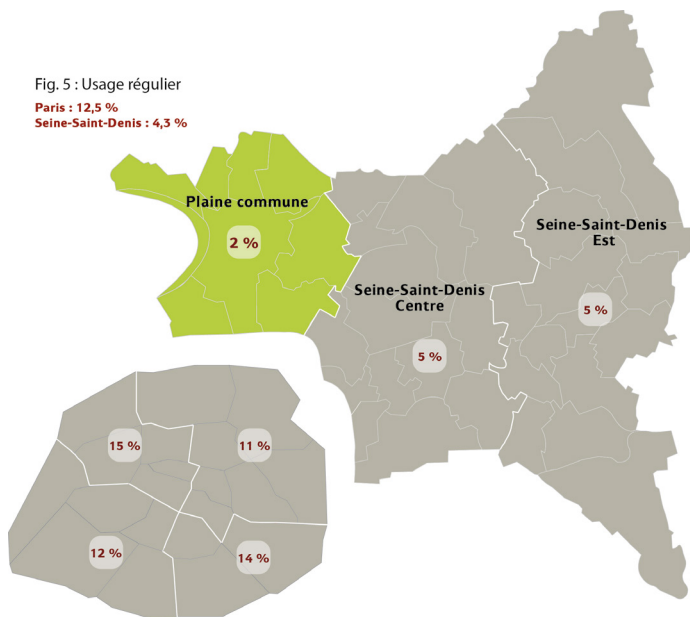 Fig. 5 : Usage régulier
Paris : 12,5 %
Seine-Saint-Denis : 4,3 %
Plaine commune
2 %
Seine-Saint-Denis
Est
5 %
Seine-Saint-Denis
Centre
5 %
15 %
11 %
12 %
14 %